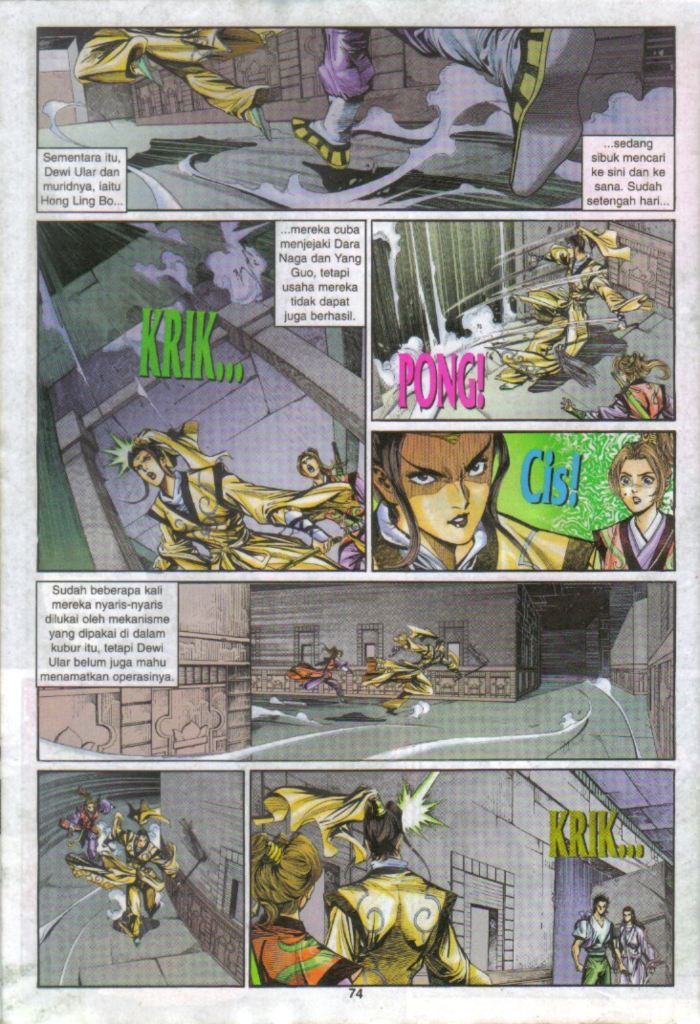 Sementara itu,
Dewi Ular dan
muridnya, iaitu
Hong Ling Bo...
...sedang
sibuk mencari
ke sini dan ke
sana. Sudah
setengah hari...
...mereka cuba
menjejaki Dara
Naga dan Yang
Guo, tetapi
usaha mereka
tidak dapat
juga berhasil.
KRIK...
PONG!
Cis!
Sudah beberapa kali
mereka nyaris-nyaris
dilukai oleh mekanisme
yang dipakai di dalam
kubur itu, tetapi Dewi
Ular belum juga mahu
menamatkan operasinya.
KRIK...
74